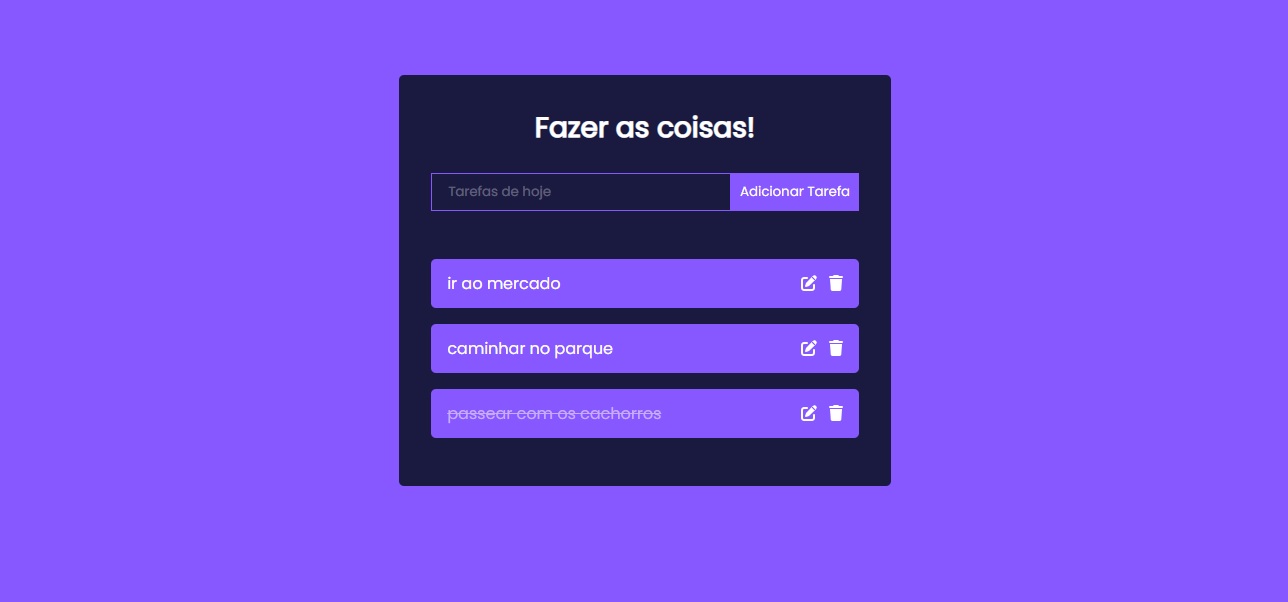 Fazer as coisas!
Tarefas de hoje
Adicionar Tarefa
ir ao mercado
caminhar no parque
passear com os cachorros